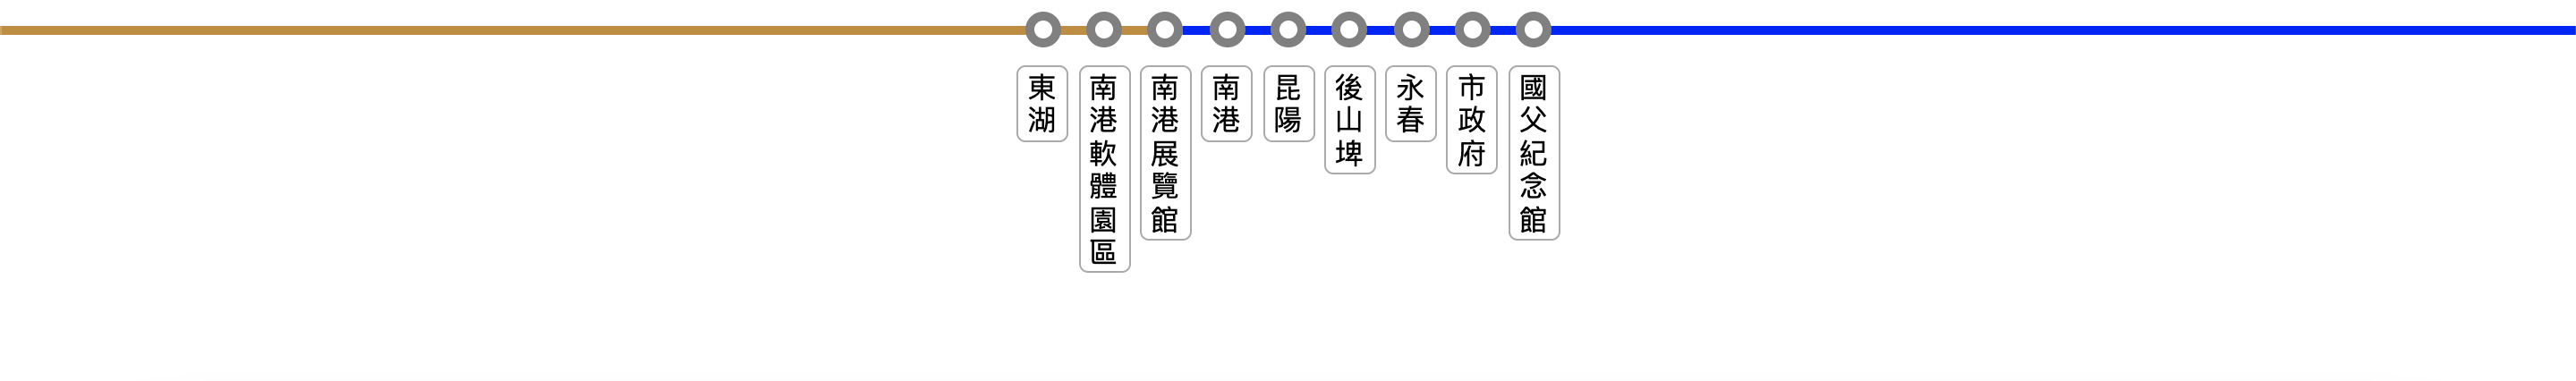 東湖
南港軟體園區
南港展覽館
南港
昆陽
後山埤
永春
市政府
國父紀念館